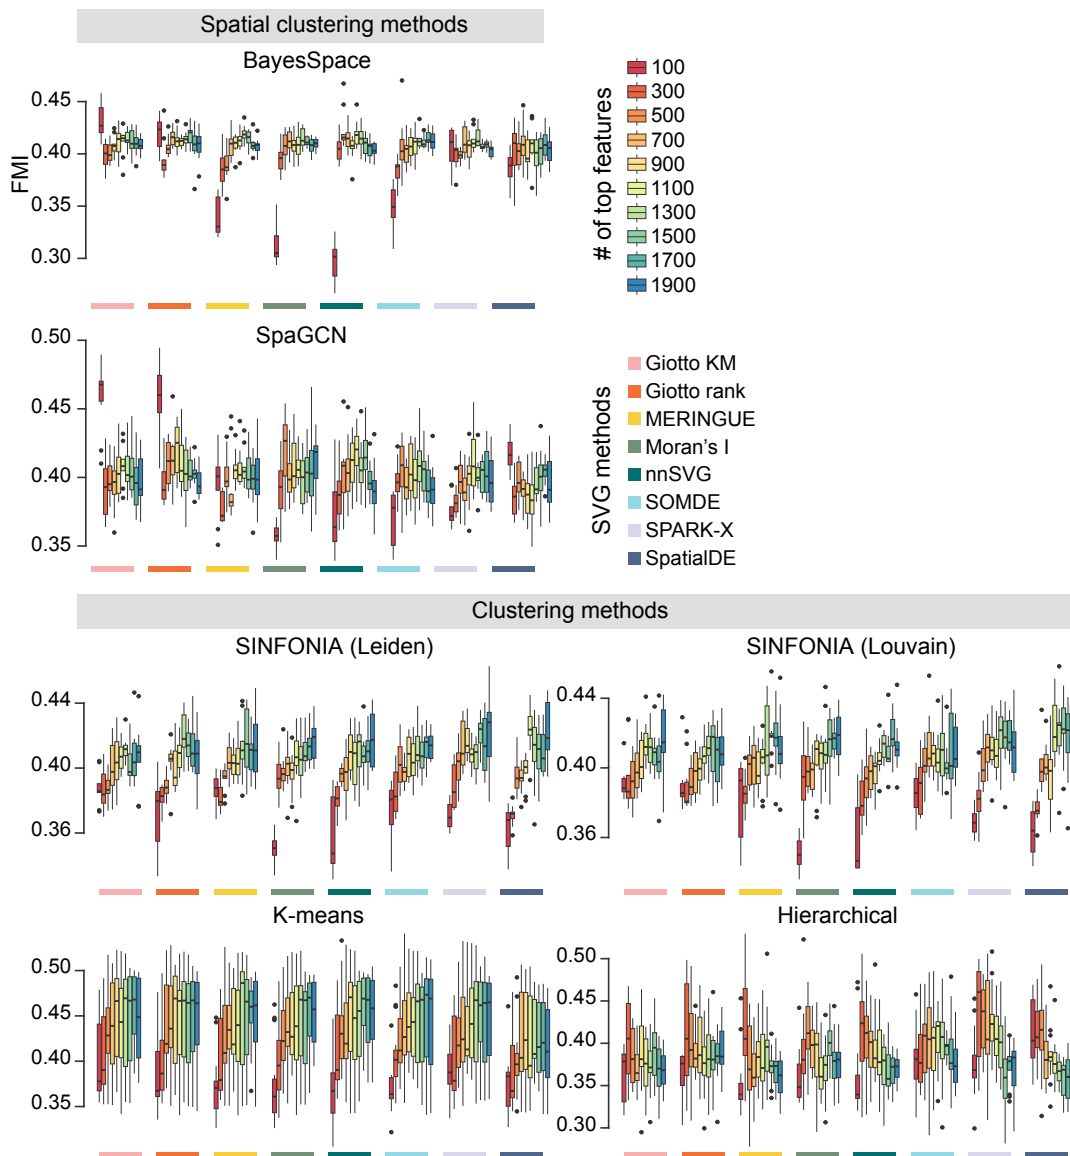 Spatial clustering methods
BayesSpace
FMI
0.45
0.40
0.35
0.30
# of top features
100
300
500
700
900
1100
1300
1500
1700
1900
SpaGCN
0.50
0.45
0.40
0.35
SVG methods
Giotto KM
Giotto rank
MERINGUE
Moran's I
nnSVG
SOMDE
SPARK-X
SpatialDE
Clustering methods
SINFONIA (Leiden)
0.44
0.40
0.36
SINFONIA (Louvain)
0.44
0.40
0.36
K-means
0.50
0.45
0.40
0.35
Hierarchical
0.50
0.45
0.40
0.35
0.30